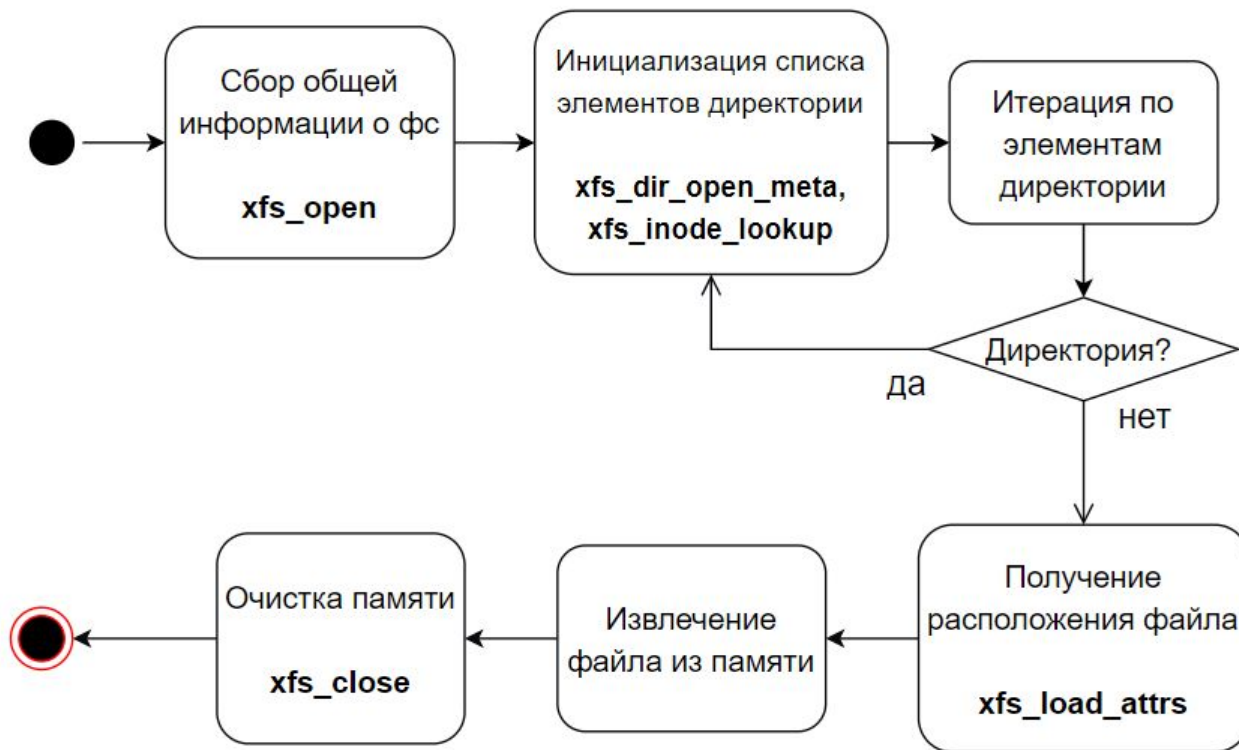 Сбор общей
информации о фс
xfs_open
Инициализация списка
элементов директории
xfs_dir_open_meta,
xfs_inode_lookup
Итерация по
элементам
директории
Директория?
да
нет
Получение
расположения файла
xfs_load_attrs
Извлечение
файла из памяти
Очистка памяти
xfs_close